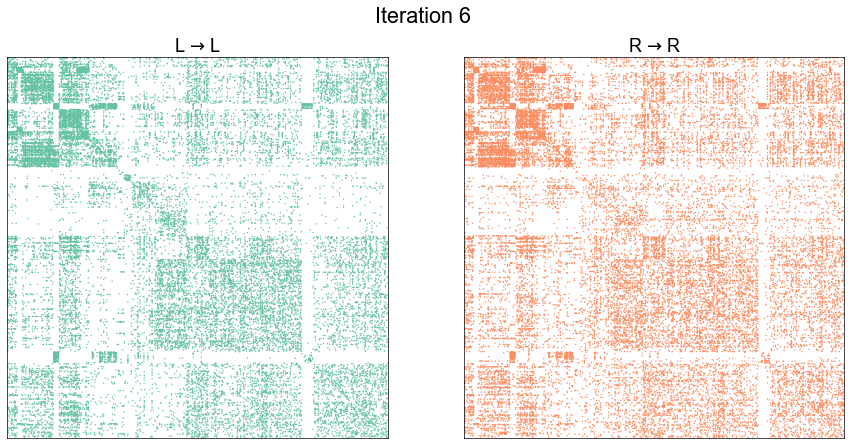 Iteration 6
L → L
R → R